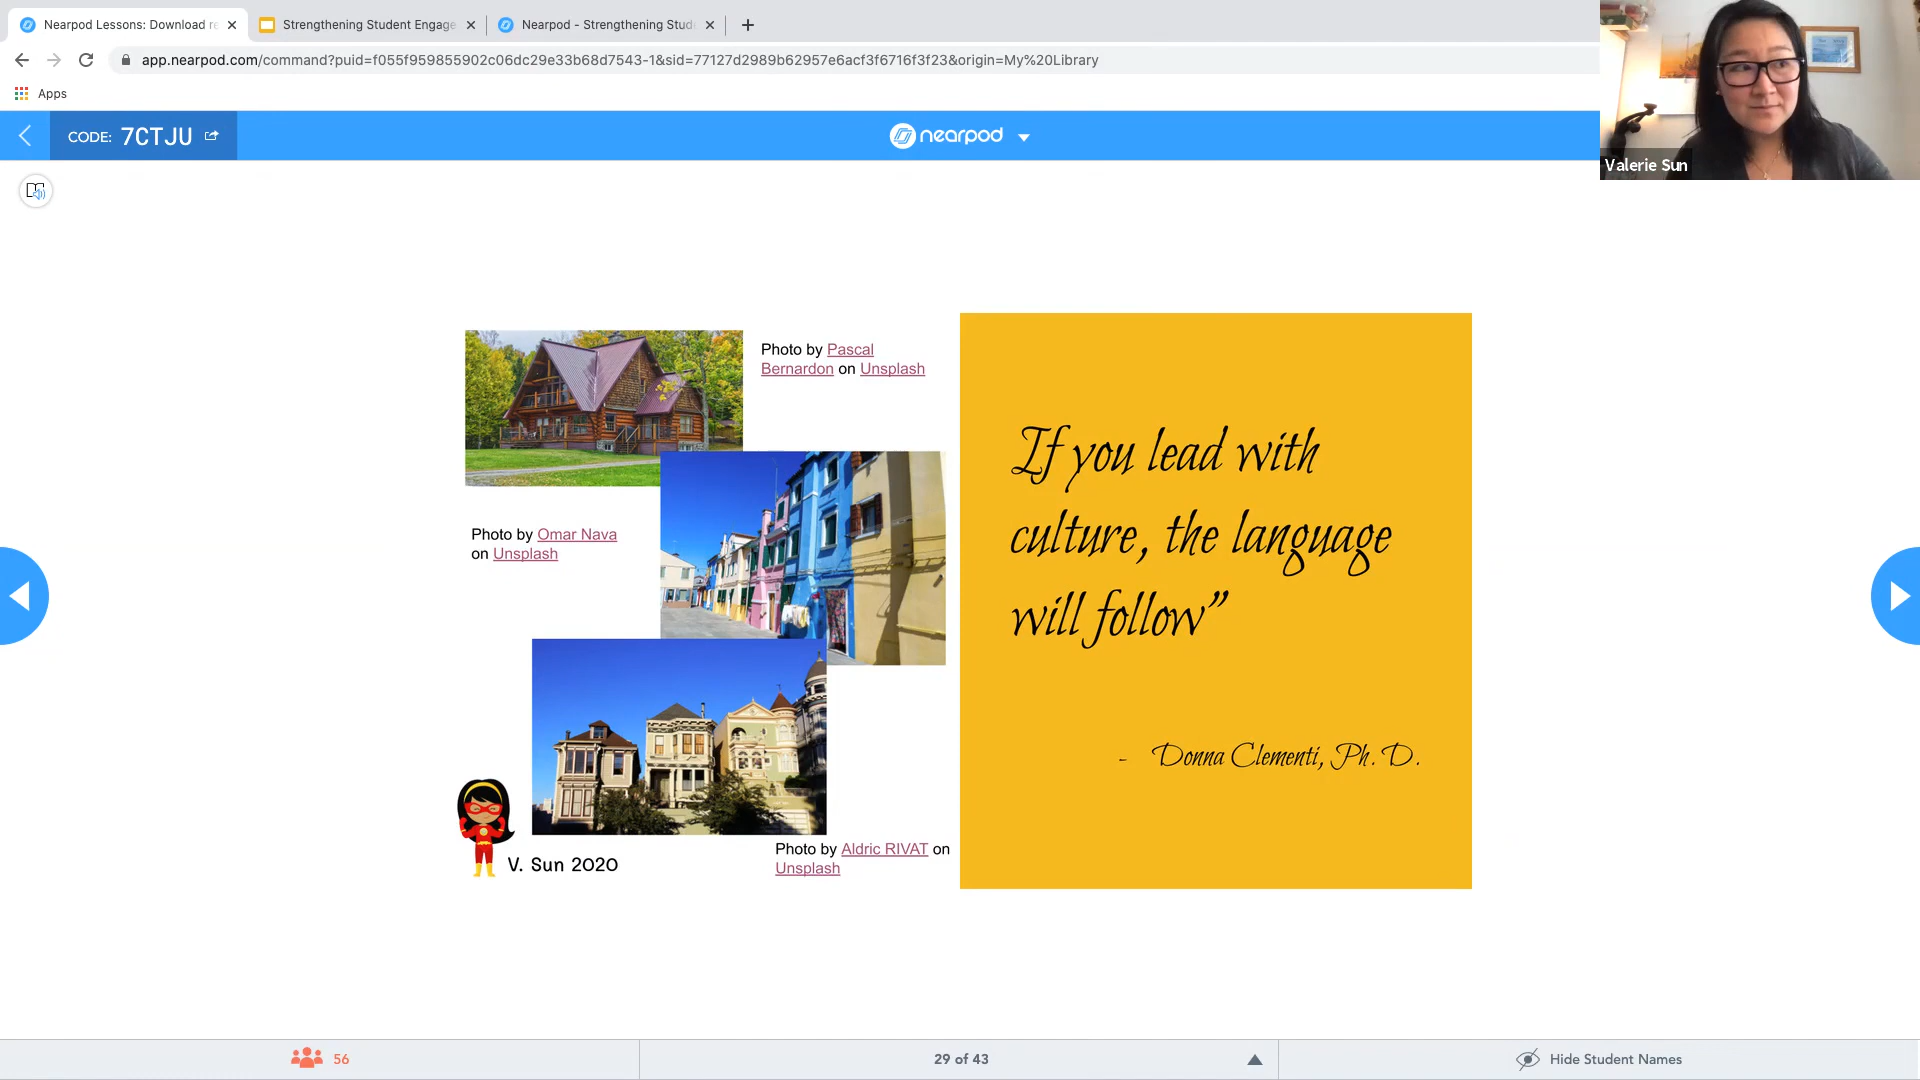 Nearpod Lessons: Download re
Strengthening Student Engage
Nearpod - Strengthening Stude
app.nearpod.com/command?puid=f055f959855902c06dc29e33b68d7543-1&sid=77127d2989b62957e6acf3f6716f3f23&origin=My%20Library
Apps
CODE: 7CTJU
nearpod
Valerie Sun
Photo by Pascal
Bernardon on Unsplash
Photo by Omar Nava
on Unsplash
Photo by Aldric RIVAT on
Unsplash
V. Sun 2020
If you lead with
culture, the language
will follow”
- Donna Clementi, Ph. D.
56
29 of 43
Hide Student Names